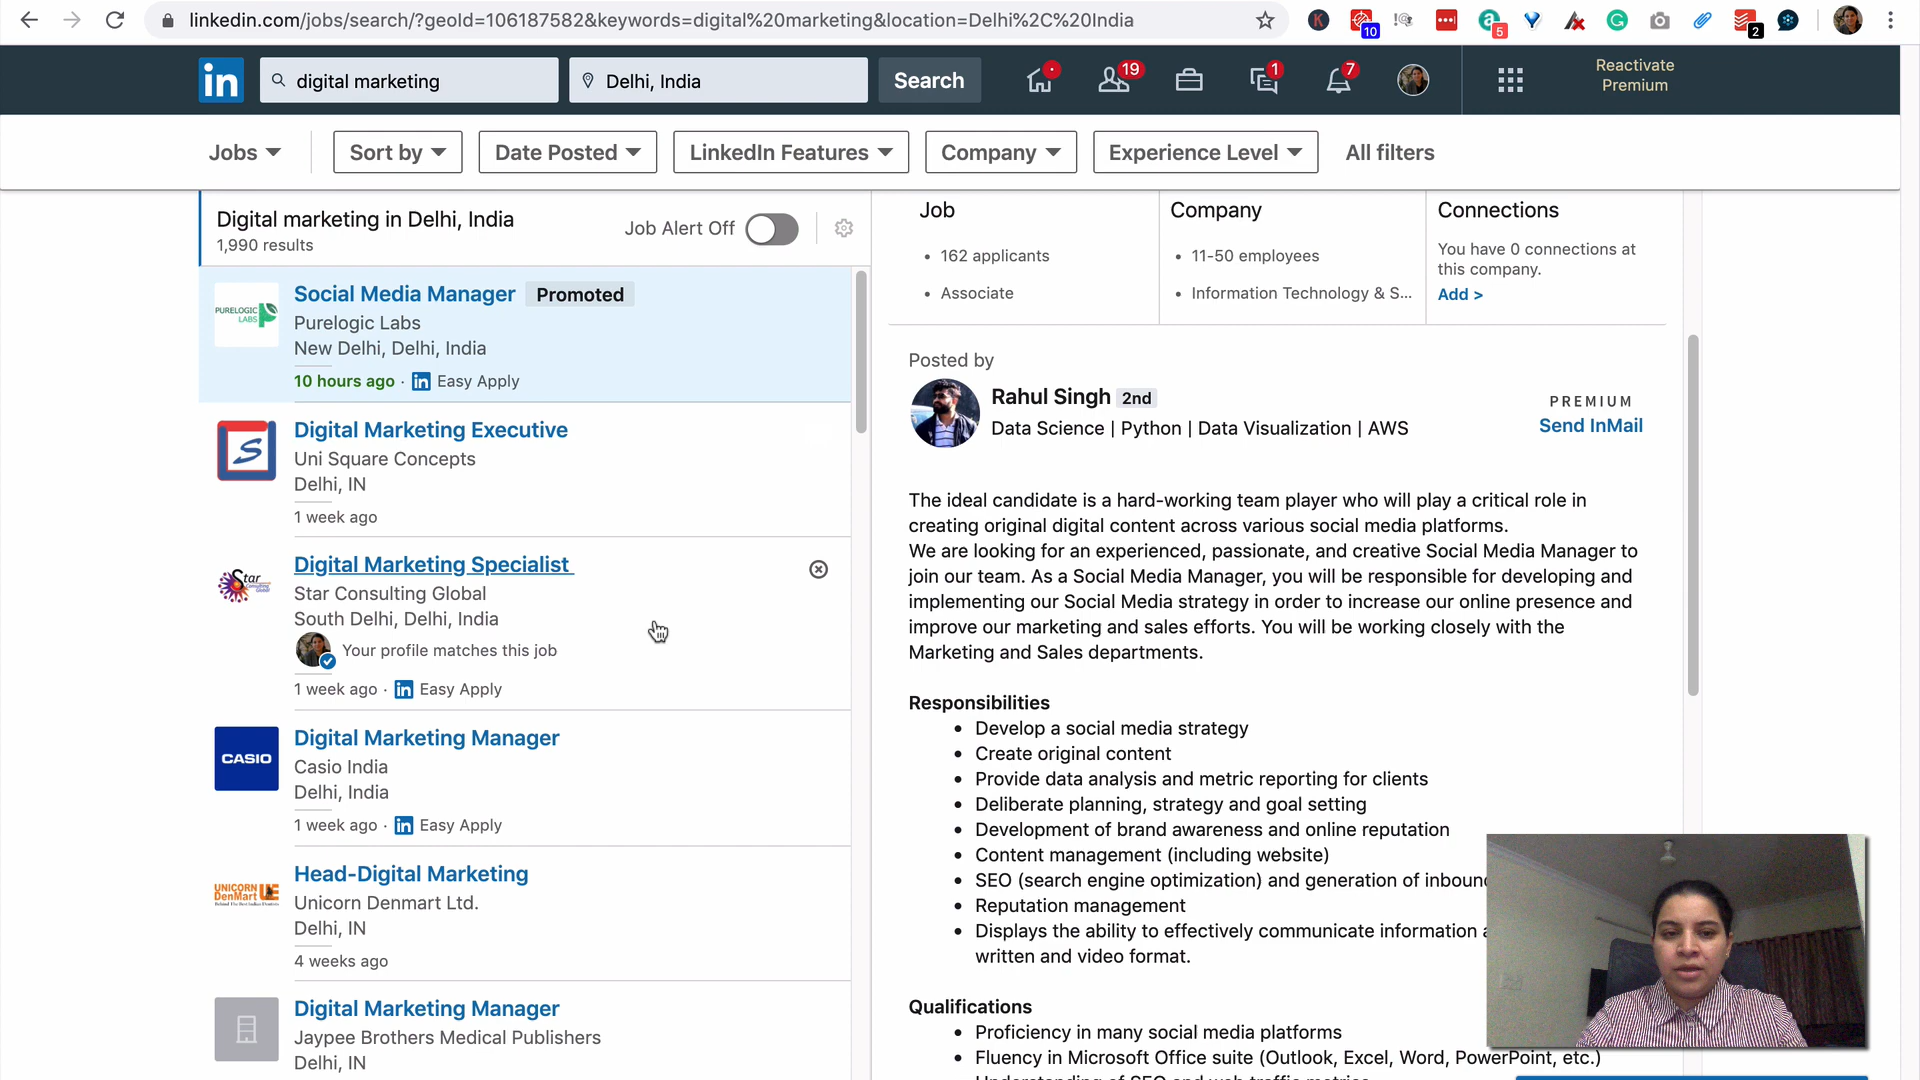 linkedin.com/jobs/search/?geoId=106187582&keywords=digital%20marketing&location=Delhi%2C%20India
10
5
2
in
digital marketing
Delhi, India
Search
19
1
7
Reactivate
Premium
Jobs
Sort by
Date Posted
LinkedIn Features
Company
Experience Level
All filters
Digital marketing in Delhi, India
1,990 results
Job Alert Off
PURELOGIC
LABS
Social Media Manager Promoted
Purelogic Labs
New Delhi, Delhi, India
10 hours ago · in Easy Apply
S
Digital Marketing Executive
Uni Square Concepts
Delhi, IN
1 week ago
Star
Digital Marketing Specialist
Star Consulting Global
South Delhi, Delhi, India
Your profile matches this job
1 week ago · in Easy Apply
CASIO
Digital Marketing Manager
Casio India
Delhi, India
1 week ago · in Easy Apply
UNICORN
DenMart
UE
Head-Digital Marketing
Unicorn Denmart Ltd.
Delhi, IN
4 weeks ago
Digital Marketing Manager
Jaypee Brothers Medical Publishers
Delhi, IN
Job
• 162 applicants
• Associate
Company
• 11-50 employees
• Information Technology & S...
Connections
You have 0 connections at
this company.
Add >
Posted by
Rahul Singh 2nd
Data Science | Python | Data Visualization | AWS
PREMIUM
Send InMail
The ideal candidate is a hard-working team player who will play a critical role in
creating original digital content across various social media platforms.
We are looking for an experienced, passionate, and creative Social Media Manager to
join our team. As a Social Media Manager, you will be responsible for developing and
implementing our Social Media strategy in order to increase our online presence and
improve our marketing and sales efforts. You will be working closely with the
Marketing and Sales departments.
Responsibilities
• Develop a social media strategy
• Create original content
• Provide data analysis and metric reporting for clients
• Deliberate planning, strategy and goal setting
• Development of brand awareness and online reputation
• Content management (including website)
• SEO (search engine optimization) and generation of inboun
• Reputation management
• Displays the ability to effectively communicate information
written and video format.
Qualifications
• Proficiency in many social media platforms
• Fluency in Microsoft Office suite (Outlook, Excel, Word, PowerPoint, etc.)